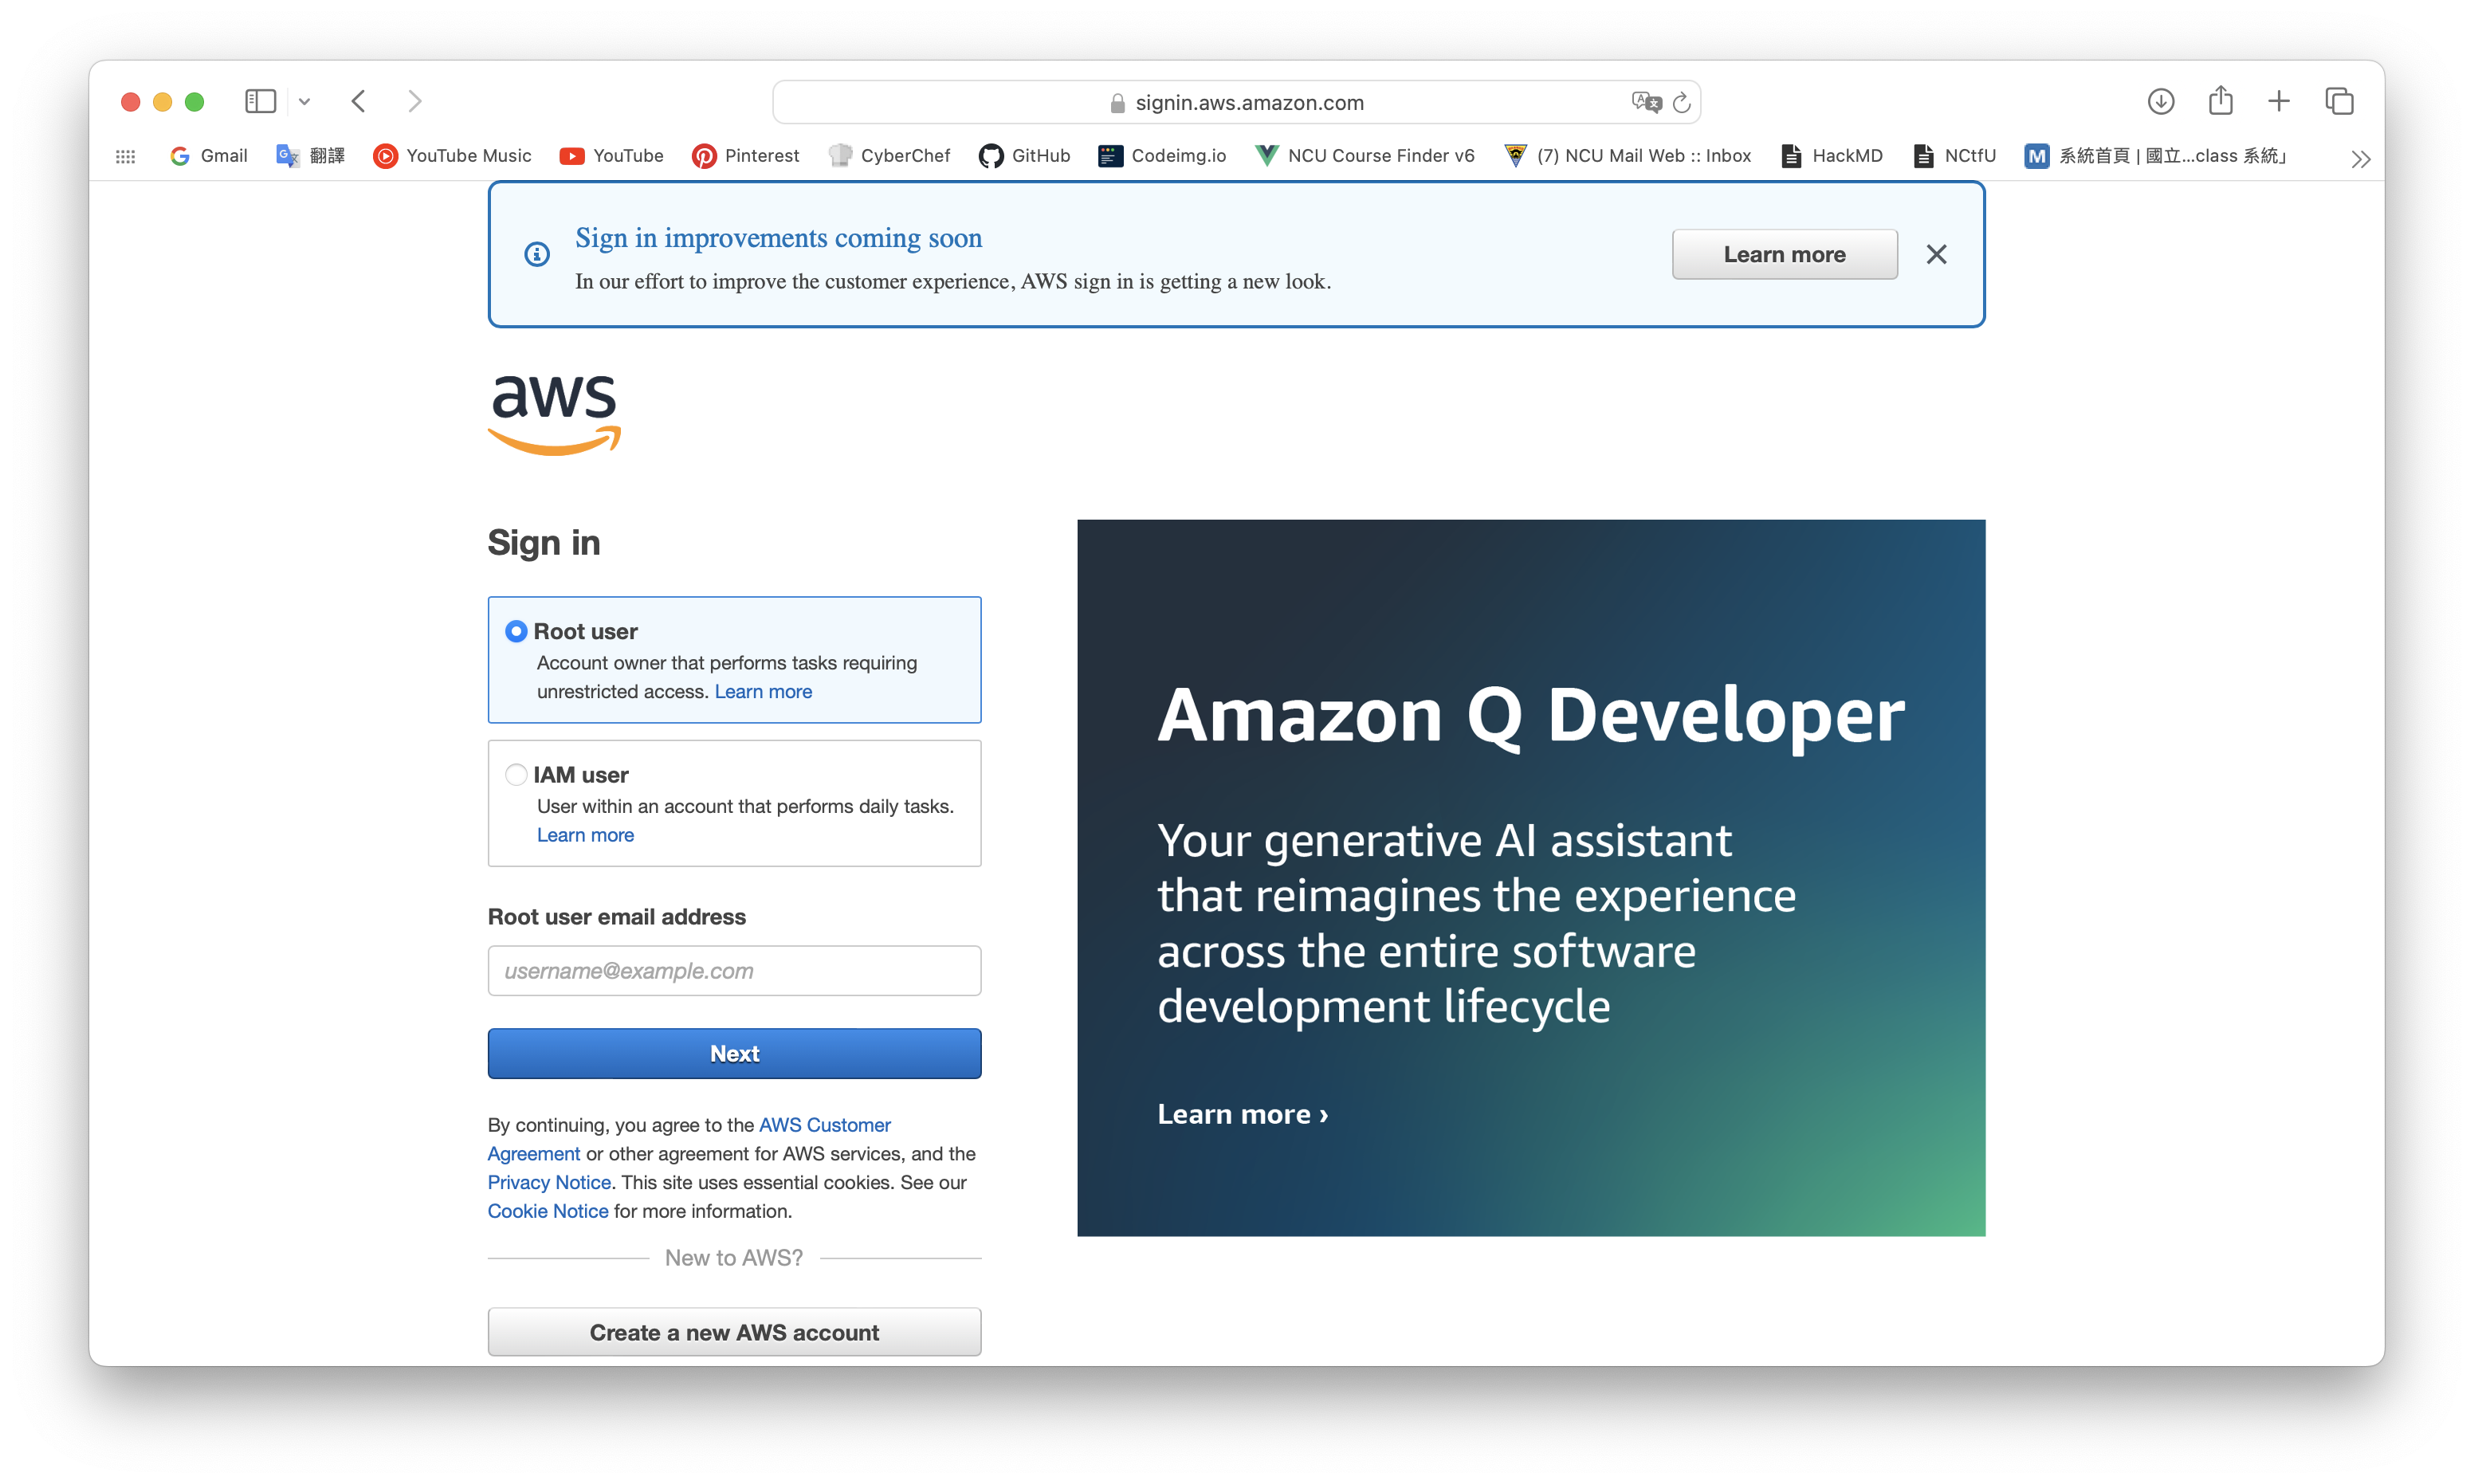 signin.aws.amazon.com
Gmail 翻譯 YouTube Music YouTube Pinterest CyberChef GitHub Codeimg.io NCU Course Finder v6 (7) NCU Mail Web :: Inbox HackMD NCtfU 系統首頁 | 國立...class 系統」
Sign in improvements coming soon
In our effort to improve the customer experience, AWS sign in is getting a new look.
Learn more
aws
Sign in
Root user
Account owner that performs tasks requiring
unrestricted access. Learn more
IAM user
User within an account that performs daily tasks.
Learn more
Root user email address
username@example.com
Next
By continuing, you agree to the AWS Customer
Agreement or other agreement for AWS services, and the
Privacy Notice. This site uses essential cookies. See our
Cookie Notice for more information.
New to AWS?
Create a new AWS account
Amazon Q Developer
Your generative AI assistant
that reimagines the experience
across the entire software
development lifecycle
Learn more ›